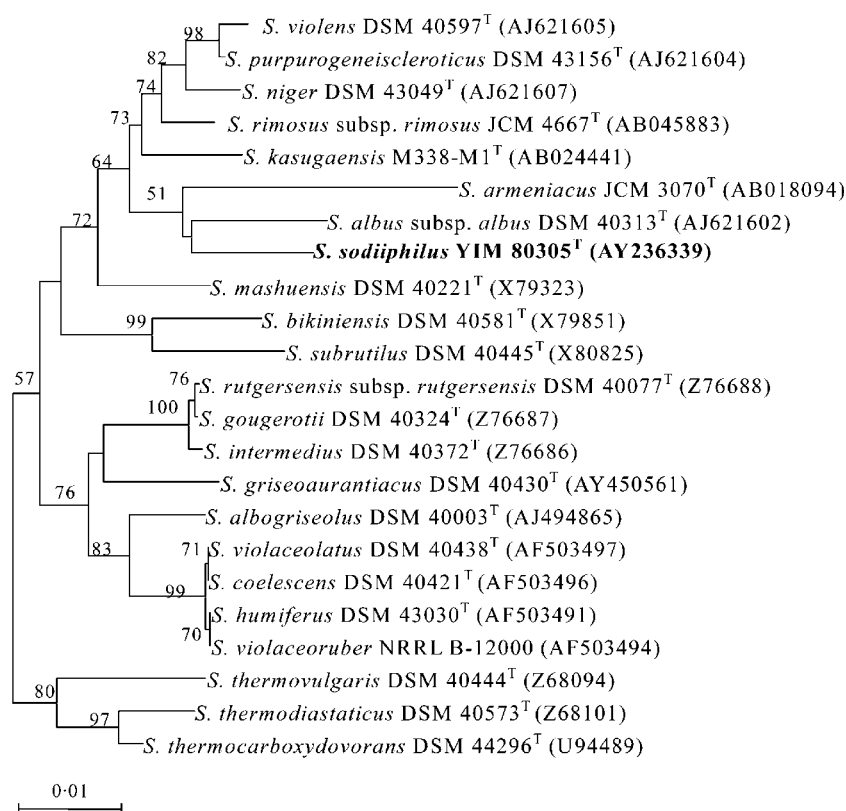 98
S. violens DSM 40597T (AJ621605)
82
S. purpurogeneiscleroticus DSM 43156T (AJ621604)
74
S. niger DSM 43049T (AJ621607)
73
S. rimosus subsp. rimosus JCM 4667T (AB045883)
64
S. kasugaensis M338-M1T (AB024441)
51
S. armeniacus JCM 3070T (AB018094)
72
S. albus subsp. albus DSM 40313T (AJ621602)
S. sodiiphilus YIM 80305T (AY236339)
S. mashuensis DSM 40221T (X79323)
99
S. bikiniensis DSM 40581T (X79851)
S. subrutilus DSM 40445T (X80825)
57
76
S. rutgersensis subsp. rutgersensis DSM 40077T (Z76688)
100
S. gougerotii DSM 40324T (Z76687)
S. intermedius DSM 40372T (Z76686)
76
S. griseoaurantiacus DSM 40430T (AY450561)
S. albogriseolus DSM 40003T (AJ494865)
83
71
S. violaceolatus DSM 40438T (AF503497)
99
S. coelescens DSM 40421T (AF503496)
S. humiferus DSM 43030T (AF503491)
70
S. violaceoruber NRRL B-12000 (AF503494)
80
S. thermovulgaris DSM 40444T (Z68094)
97
S. thermodiastaticus DSM 40573T (Z68101)
S. thermocarboxydovorans DSM 44296T (U94489)
0·01